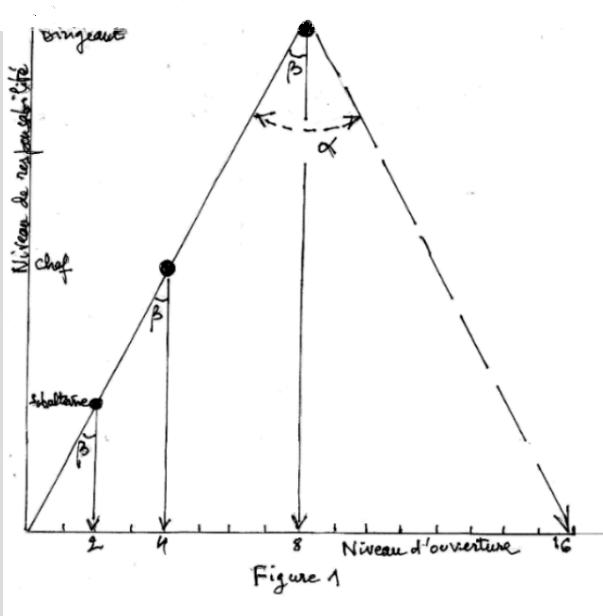 Dirigeant
Niveau de responsabilité
β
α
Chef
β
subalterne
β
2 4 8 Niveau d'ouverture 16
Figure 1